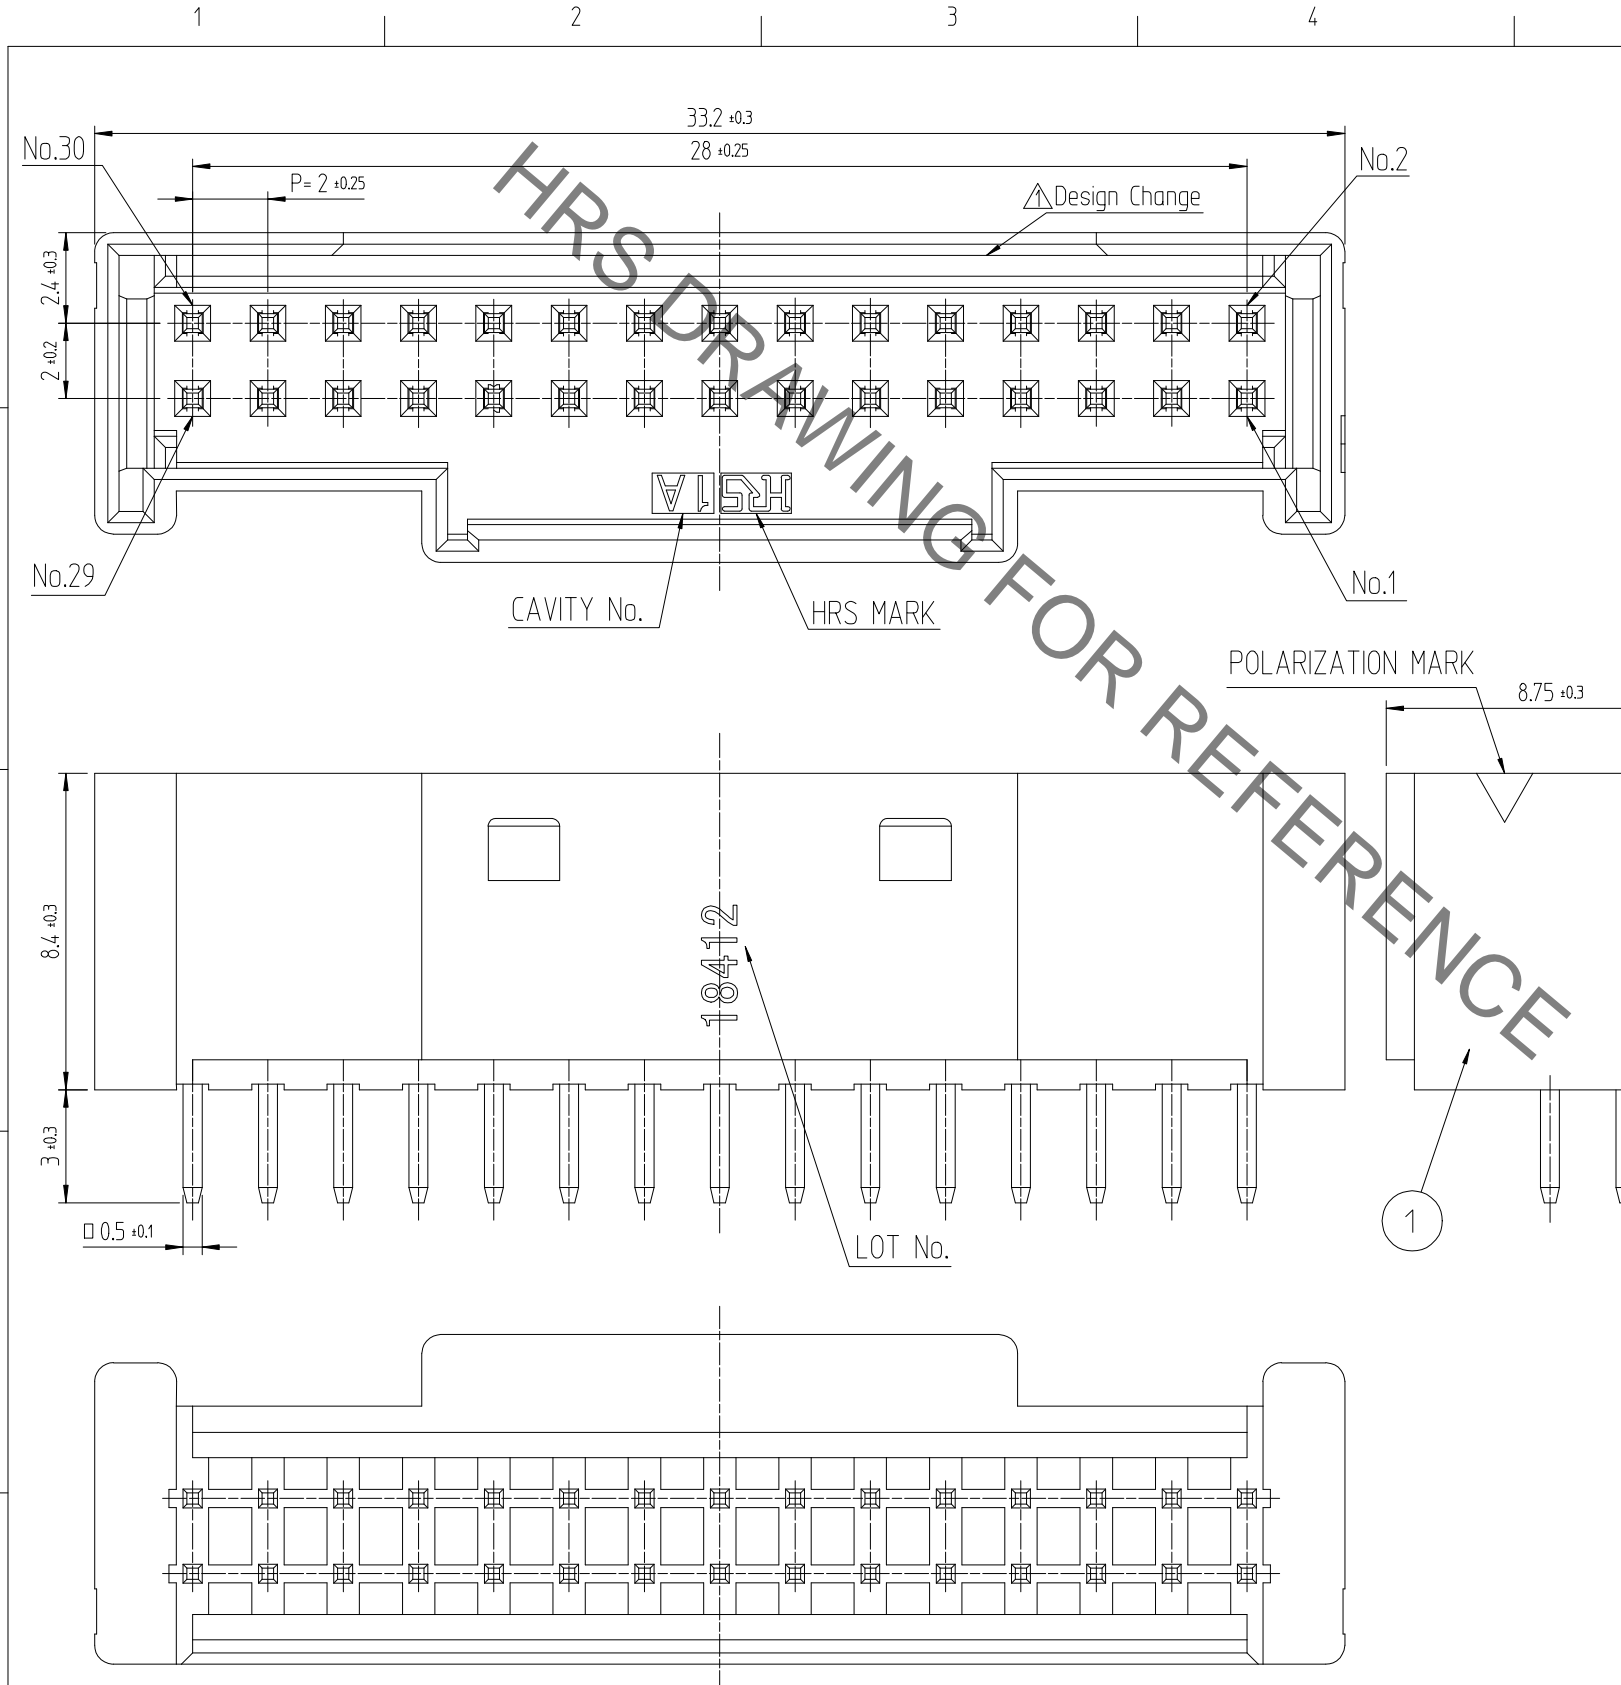 1 2 3 4
33.2 ±0.3
28 ±0.25
P= 2 ±0.25
No.30
No.2
⚠1 Design Change
2.4 ±0.3
2 ±0.2
1A HRS
No.29
CAVITY No.
HRS MARK
No.1
HRS DRAWING FOR REFERENCE
POLARIZATION MARK
8.75 ±0.3
8.4 ±0.3
18412
3 ±0.3
□ 0.5 ±0.1
LOT No.
1